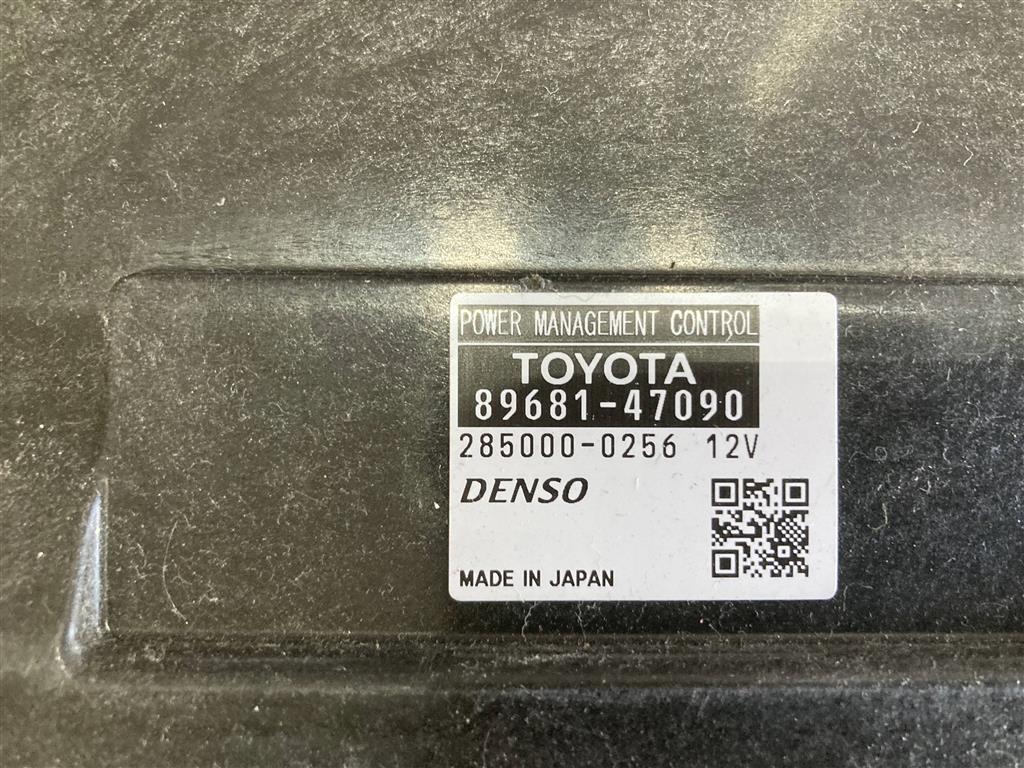 POWER MANAGEMENT CONTROL
TOYOTA
89681-47090
285000-0256 12V
DENSO
MADE IN JAPAN